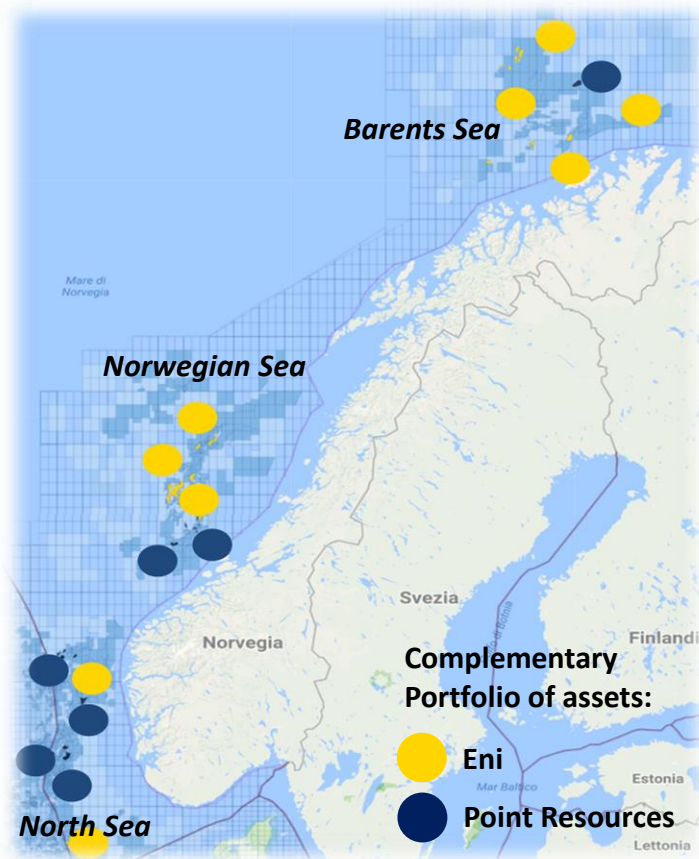 Barents Sea
Mare di
Norvegia
Norwegian Sea
Svezia
Norvegia
Finlandi
Complementary
Portfolio of assets:
Eni
Mar Baltico
Estonia
Point Resources
North Sea
Lettonia